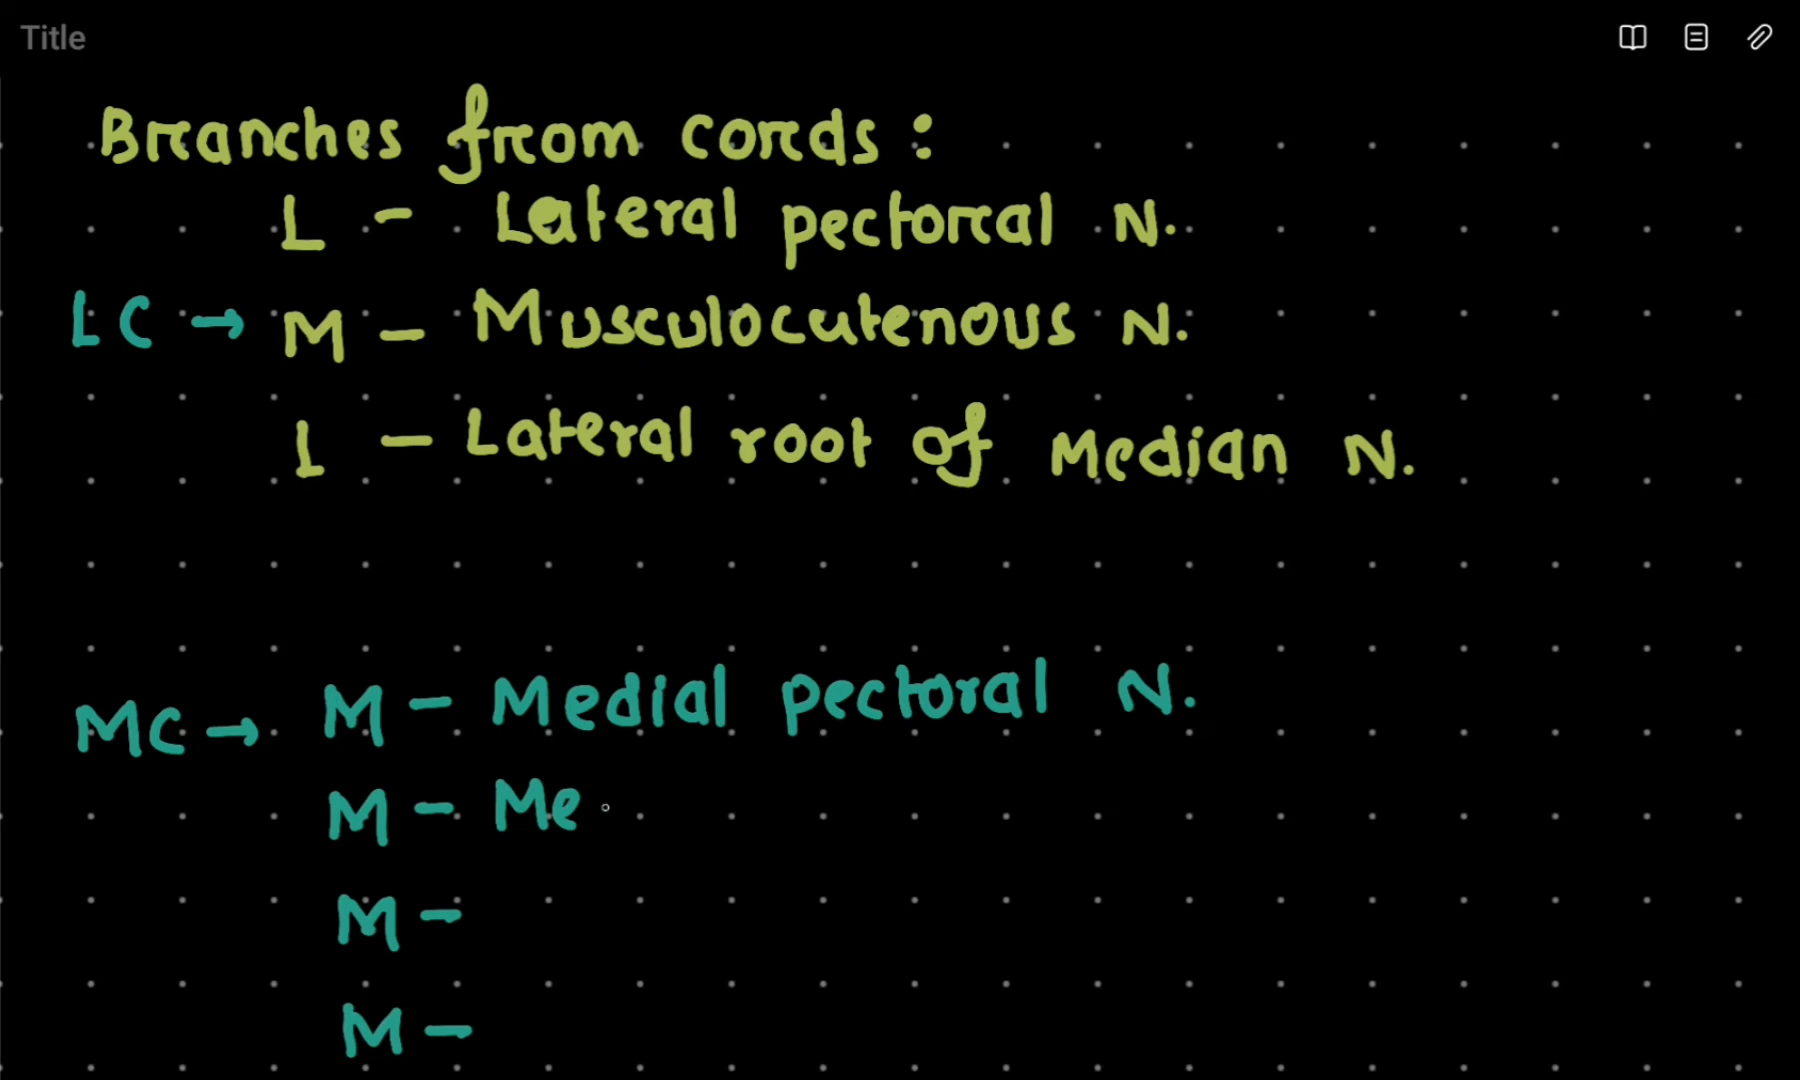 Title
Branches from cords :
L - Lateral pectoral N.
LC → M - Musculocutenous N.
L - Lateral root of Median N.
MC → M - Medial pectoral N.
M - Me
M -
M -